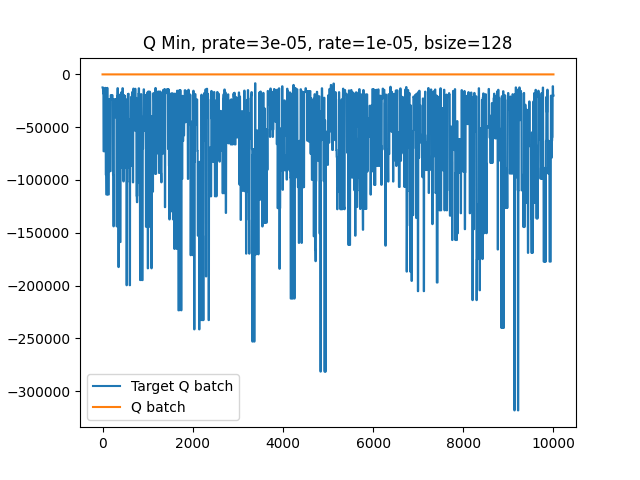 Q Min, prate=3e-05, rate=1e-05, bsize=128
0
−50000
−100000
−150000
−200000
−250000
−300000
Target Q batch
Q batch
0 2000 4000 6000 8000 10000